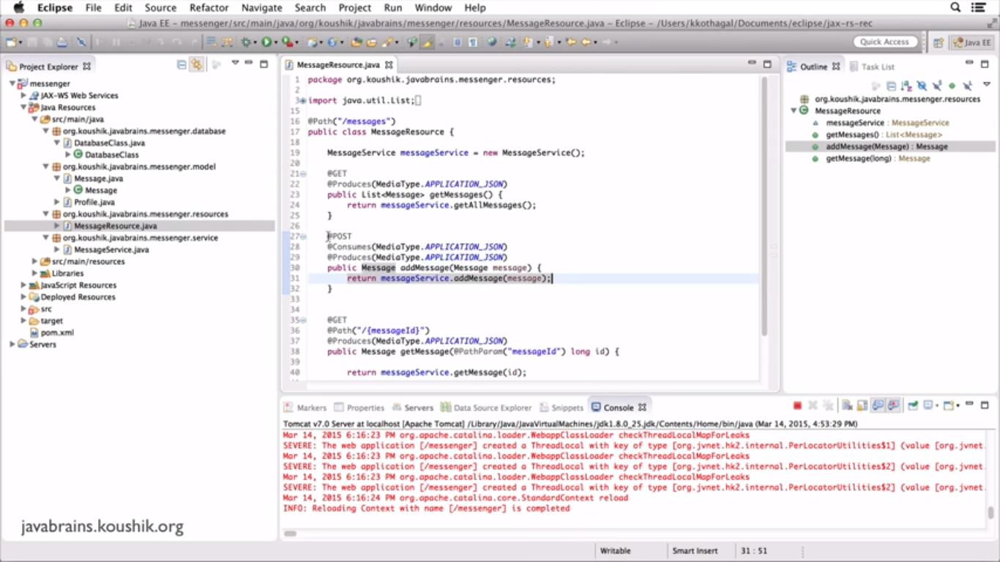 Eclipse File Edit Source Refactor Navigate Search Project Run Window Help
Java EE – messenger/src/main/java/org/koushik/javabrains/messenger/resources/MessageResource.java – Eclipse – /Users/kkothagal/Documents/eclipse/jax-rs-rec
Quick Access Java EE
Project Explorer
messenger
JAX-WS Web Services
Java Resources
src/main/java
org.koushik.javabrains.messenger.database
DatabaseClass.java
DatabaseClass
org.koushik.javabrains.messenger.model
Message.java
Message
Profile.java
org.koushik.javabrains.messenger.resources
MessageResource.java
org.koushik.javabrains.messenger.service
MessageService.java
src/main/resources
Libraries
JavaScript Resources
Deployed Resources
src
target
pom.xml
Servers
javabrains.koushik.org
MessageResource.java
1 package org.koushik.javabrains.messenger.resources;
2
3 import java.util.List;
15
16 @Path("/messages")
17 public class MessageResource {
18
19 MessageService messageService = new MessageService();
20
21 @GET
22 @Produces(MediaType.APPLICATION_JSON)
23 public List<Message> getMessages() {
24 return messageService.getAllMessages();
25 }
26
27 @POST
28 @Consumes(MediaType.APPLICATION_JSON)
29 @Produces(MediaType.APPLICATION_JSON)
30 public Message addMessage(Message message) {
31 return messageService.addMessage(message);
32 }
33
34
35 @GET
36 @Path("/{messageId}")
37 @Produces(MediaType.APPLICATION_JSON)
38 public Message getMessage(@PathParam("messageId") long id) {
39
40 return messageService.getMessage(id);
Outline Task List
org.koushik.javabrains.messenger.resources
MessageResource
messageService : MessageService
getMessages() : List<Message>
addMessage(Message) : Message
getMessage(long) : Message
Markers Properties Servers Data Source Explorer Snippets Console
Tomcat v7.0 Server at localhost [Apache Tomcat] /Library/Java/JavaVirtualMachines/jdk1.8.0_25.jdk/Contents/Home/bin/java (Mar 14, 2015, 4:53:29 PM)
Mar 14, 2015 6:16:23 PM org.apache.catalina.loader.WebappClassLoader checkThreadLocalMapForLeaks
SEVERE: The web application [/messenger] created a ThreadLocal with key of type [org.jvnet.hk2.internal.PerLocatorUtilities$1] (value [org.jvnet.
Mar 14, 2015 6:16:23 PM org.apache.catalina.loader.WebappClassLoader checkThreadLocalMapForLeaks
SEVERE: The web application [/messenger] created a ThreadLocal with key of type [org.jvnet.hk2.internal.PerLocatorUtilities$2] (value [org.jvnet.
Mar 14, 2015 6:16:23 PM org.apache.catalina.loader.WebappClassLoader checkThreadLocalMapForLeaks
SEVERE: The web application [/messenger] created a ThreadLocal with key of type [org.jvnet.hk2.internal.PerLocatorUtilities$2] (value [org.jvnet.
Mar 14, 2015 6:16:24 PM org.apache.catalina.core.StandardContext reload
INFO: Reloading Context with name [/messenger] is completed
Writable Smart Insert 31 : 51